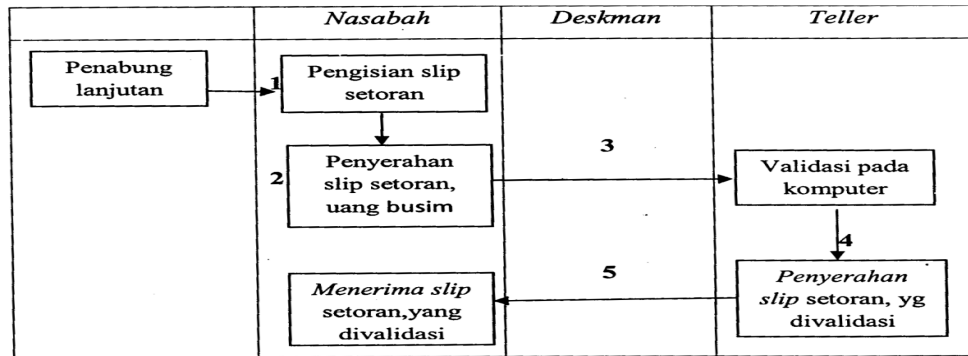 Nasabah
Deskman
Teller
Penabung
lanjutan
1
Pengisian slip
setoran
2
Penyerahan
slip setoran,
uang busim
3
Validasi pada
komputer
4
Penyerahan
slip setoran, yg
divalidasi
5
Menerima slip
setoran,yang
divalidasi